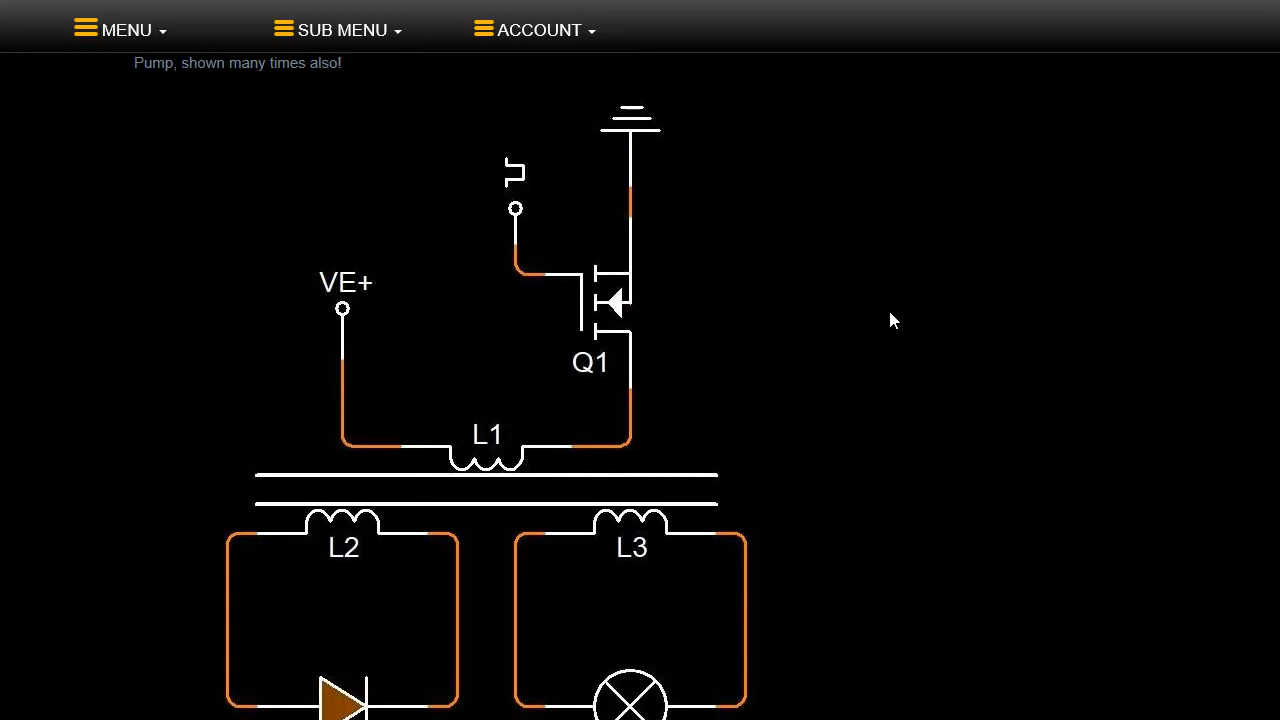 MENU
SUB MENU
ACCOUNT
Pump, shown many times also!
VE+
Q1
L1
L2
L3